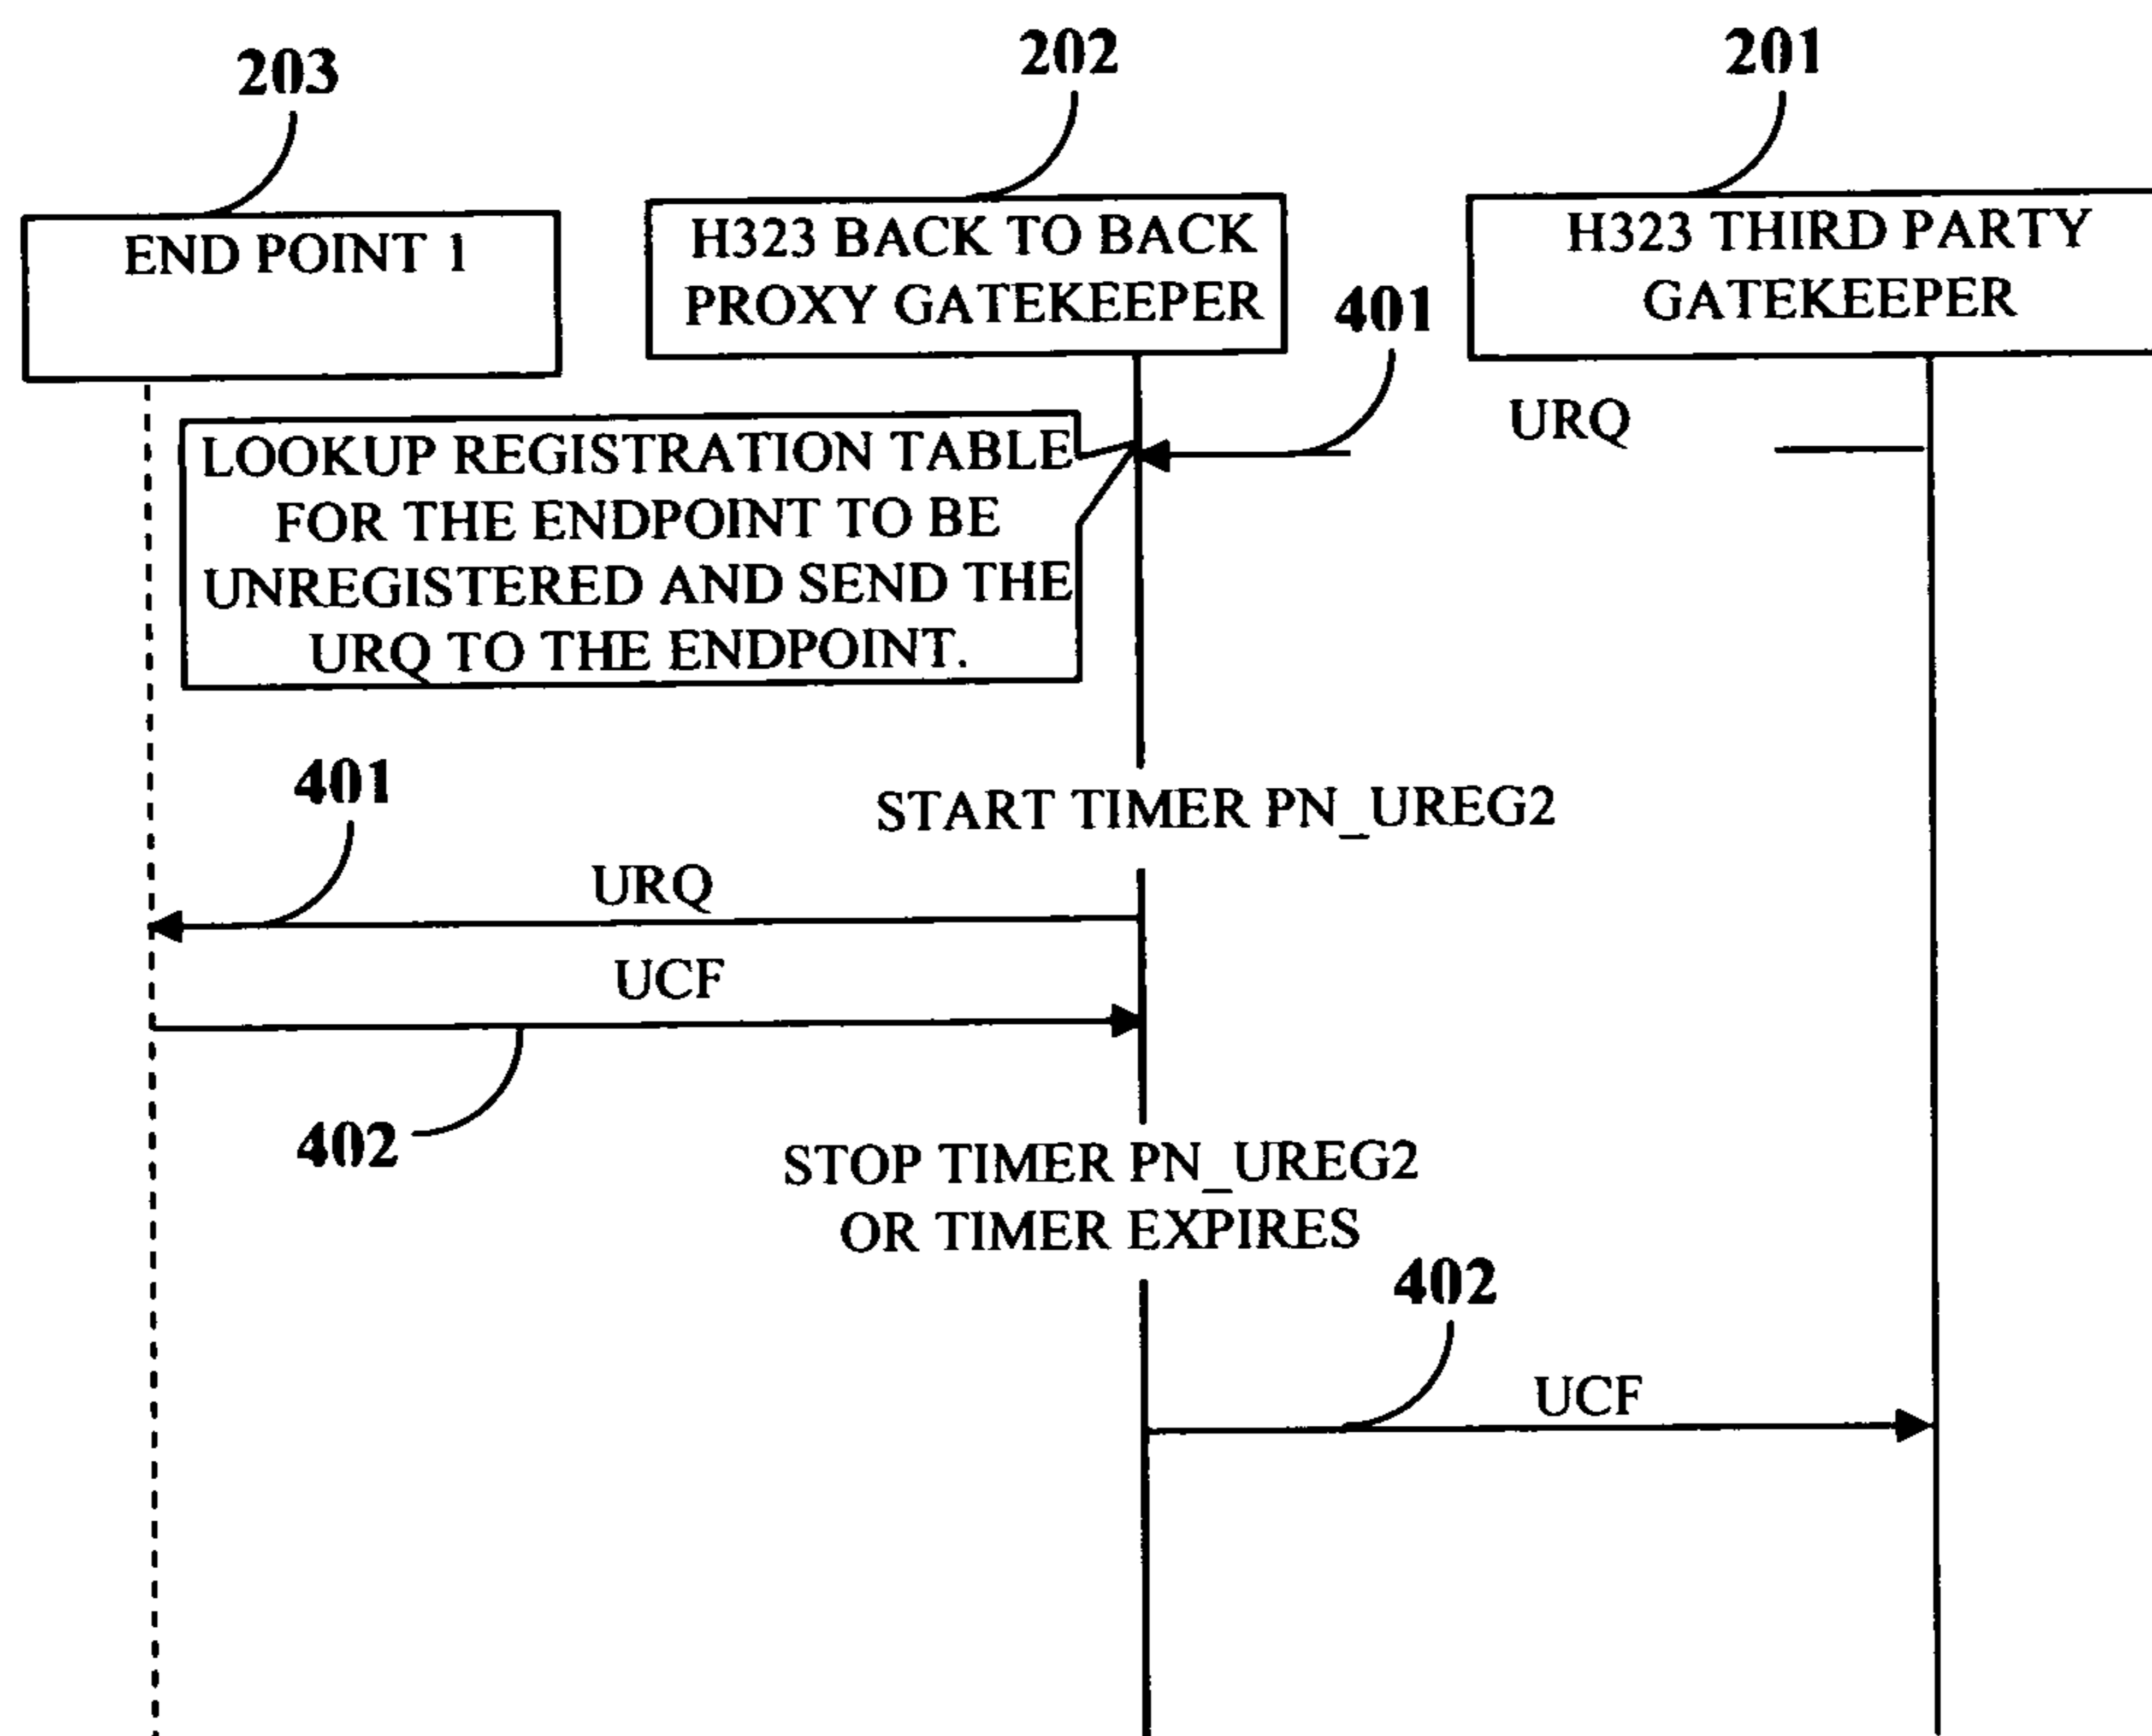 203
202
201
END POINT 1
H323 BACK TO BACK
PROXY GATEKEEPER
H323 THIRD PARTY
GATEKEEPER
401
URQ
LOOKUP REGISTRATION TABLE
FOR THE ENDPOINT TO BE
UNREGISTERED AND SEND THE
URQ TO THE ENDPOINT.
401
START TIMER PN_UREG2
URQ
UCF
402
STOP TIMER PN_UREG2
OR TIMER EXPIRES
402
UCF